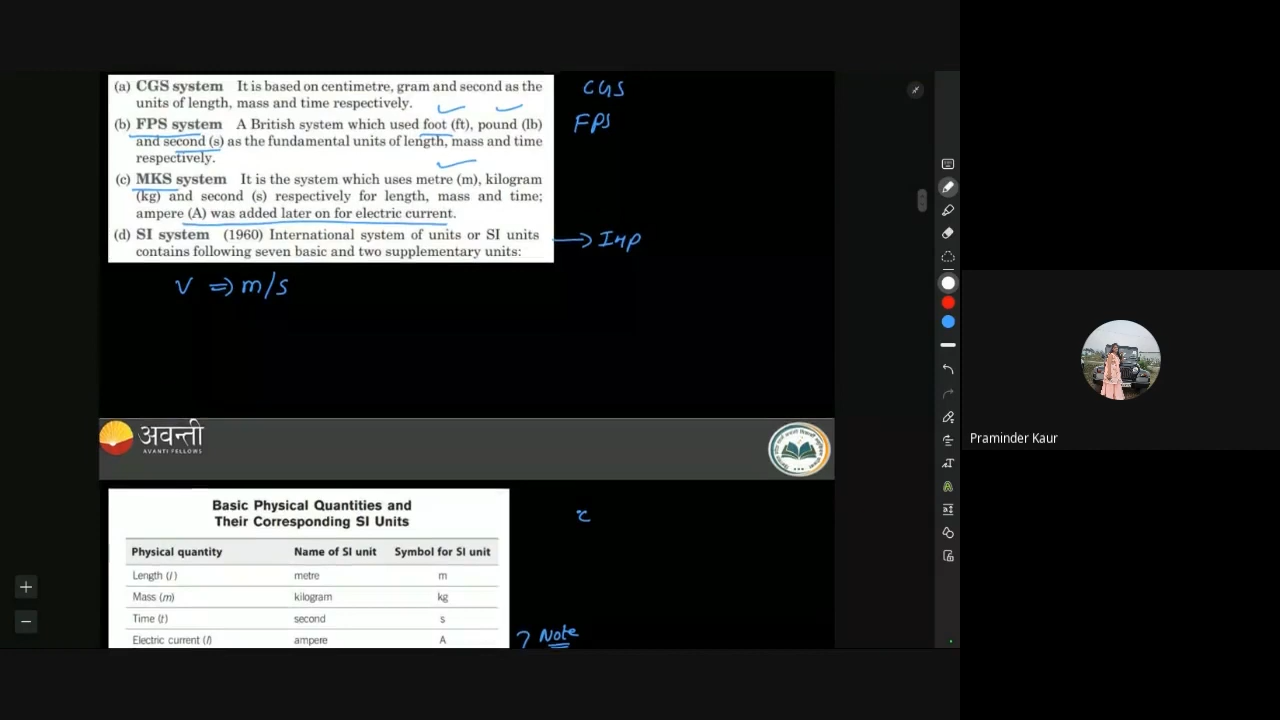 (a) CGS system It is based on centimetre, gram and second as the
units of length, mass and time respectively.
(b) FPS system A British system which used foot (ft), pound (lb)
and second (s) as the fundamental units of length, mass and time
respectively.
(c) MKS system It is the system which uses metre (m), kilogram
(kg) and second (s) respectively for length, mass and time;
ampere (A) was added later on for electric current.
(d) SI system (1960) International system of units or SI units
contains following seven basic and two supplementary units:
CGS
FPS
→ Imp
V ⇒ m/s
अवन्ती
AVANTI FELLOWS
Basic Physical Quantities and
Their Corresponding SI Units
Physical quantity Name of SI unit Symbol for SI unit
Length (l) metre m
Mass (m) kilogram kg
Time (t) second s
Electric current (I) ampere A
Note
Praminder Kaur